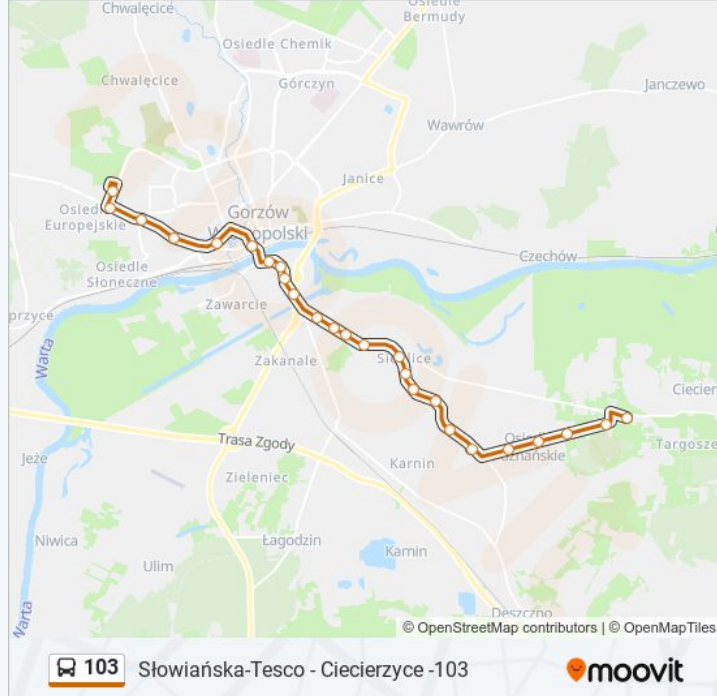 Chwalęcice
Osiedle
Bermudy
Osiedle Chemik
Chwalęcice
Górczyn
Janczewo
Wawrów
Janice
Osiedle
Europejskie
Gorzów
Wielkopolski
Czechów
Osiedle
Słoneczne
Zawarcie
przyce
Warta
Zakanale
Siedlice
Ciecierz
Trasa Zgody
Osiedle
Poznańskie
Targosze
Jeże
Karnin
Zieleniec
Niwica
Łagodzin
Kamin
Ulim
Deszczno
Warta
© OpenStreetMap contributors | © OpenMapTiles
103 Słowiańska-Tesco - Ciecierzyce -103
moovit